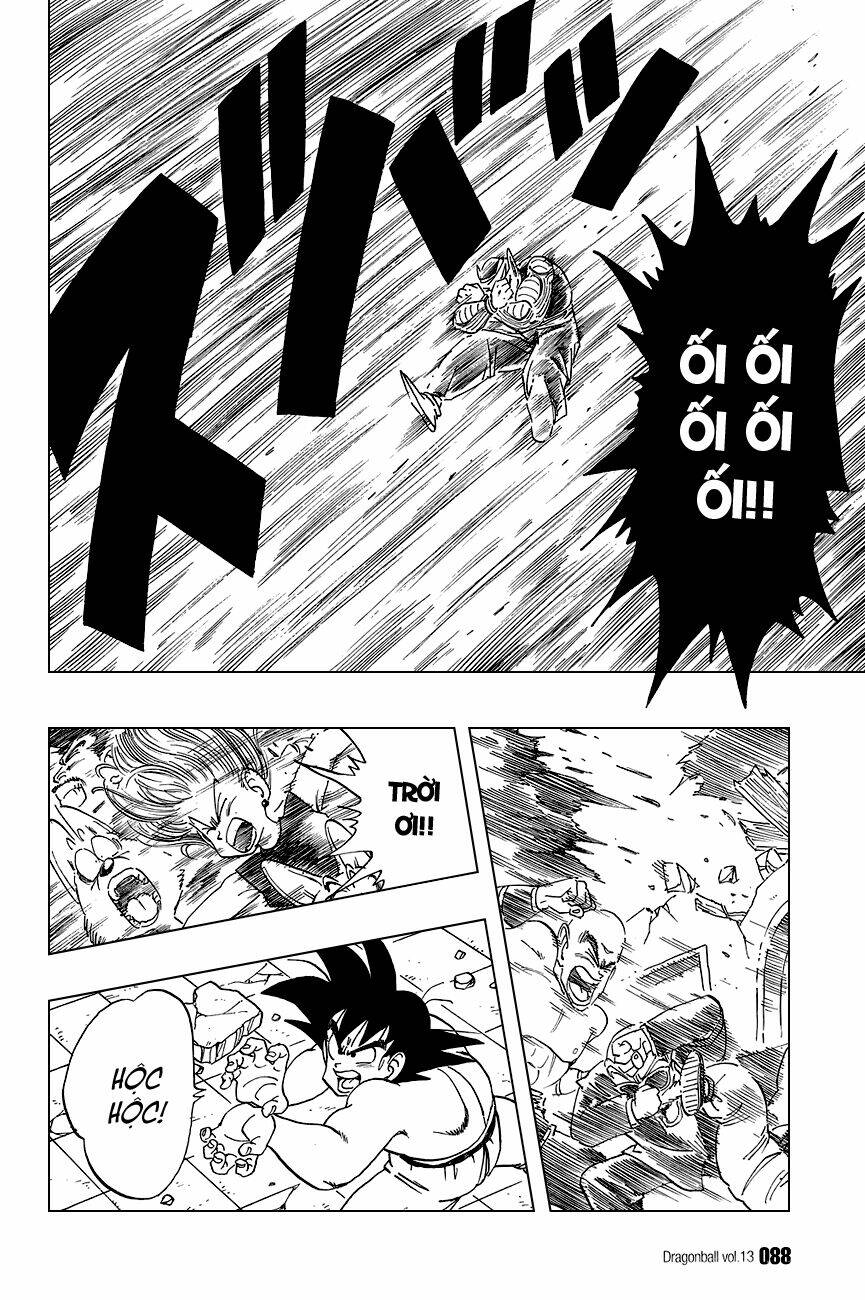 ズババ
ỐI ỐI
ỐI ỐI
ỐI!!
TRỜI
ƠI!!
HỘC
HỘC!
Dragonball vol.13 088